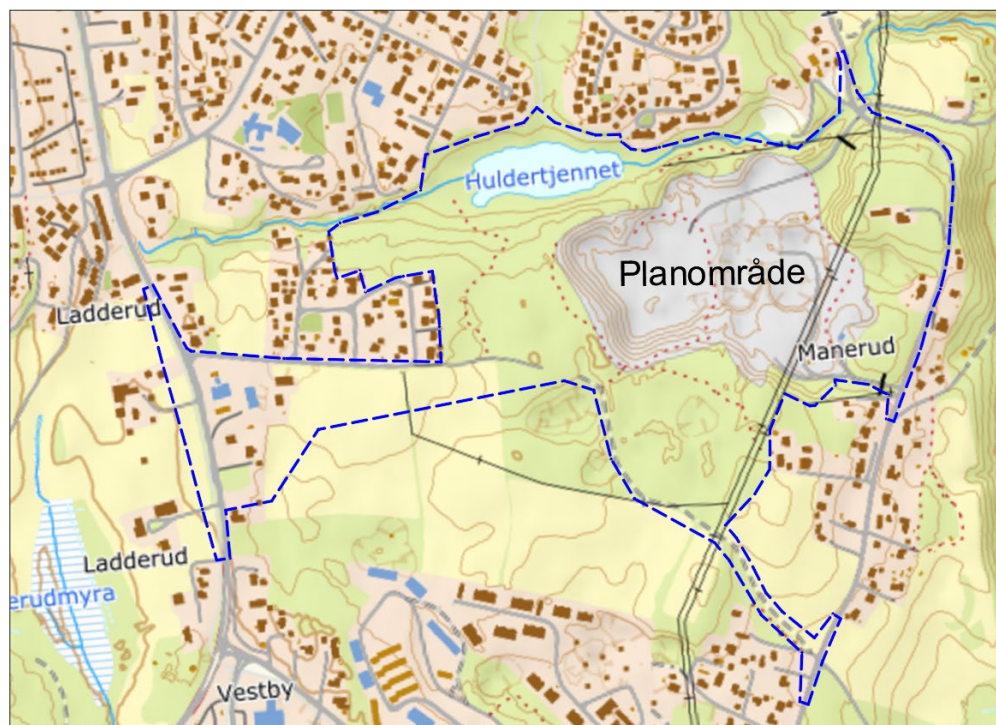 Huldertjennet
Planområde
Ladderud
Manerud
Ladderud
erudmyra
Vestby